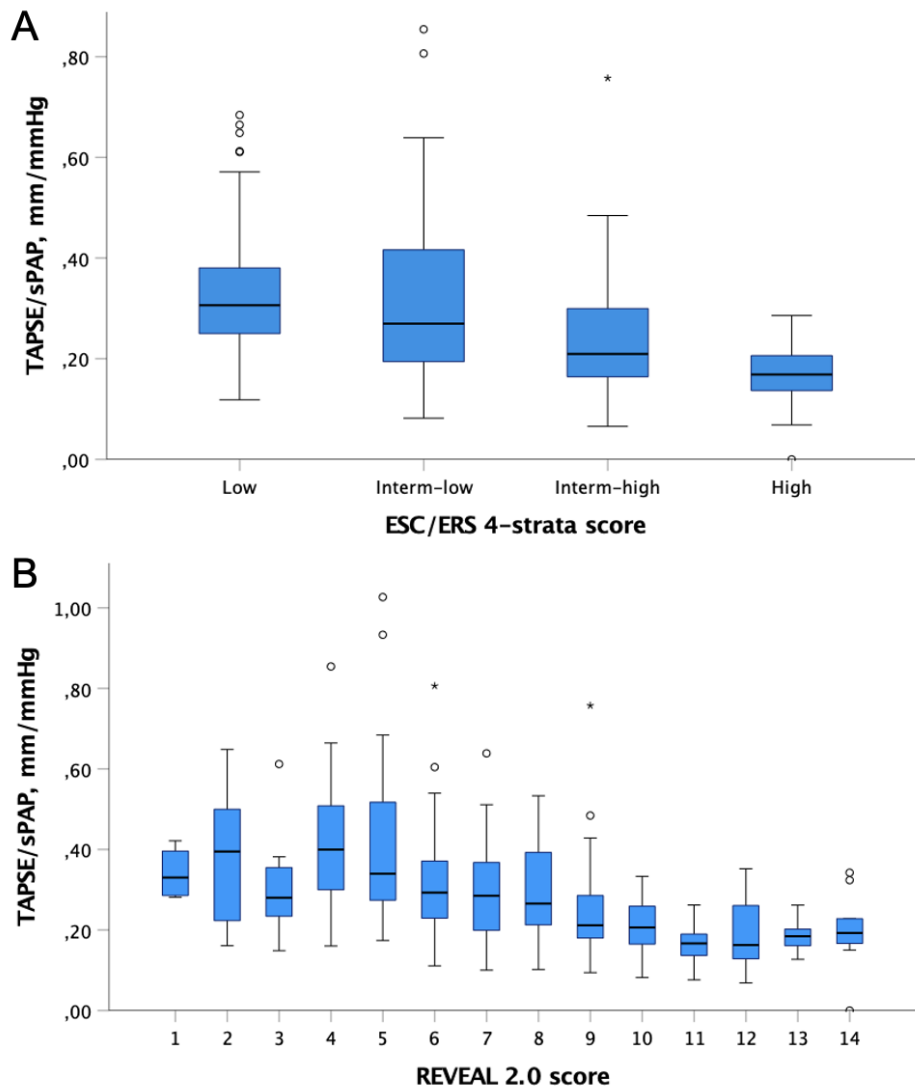 A
TAPSE/sPAP, mm/mmHg
,80
,60
,40
,20
,00
Low Interm-low Interm-high High
ESC/ERS 4-strata score
B
TAPSE/sPAP, mm/mmHg
1,00
,80
,60
,40
,20
,00
1 2 3 4 5 6 7 8 9 10 11 12 13 14
REVEAL 2.0 score